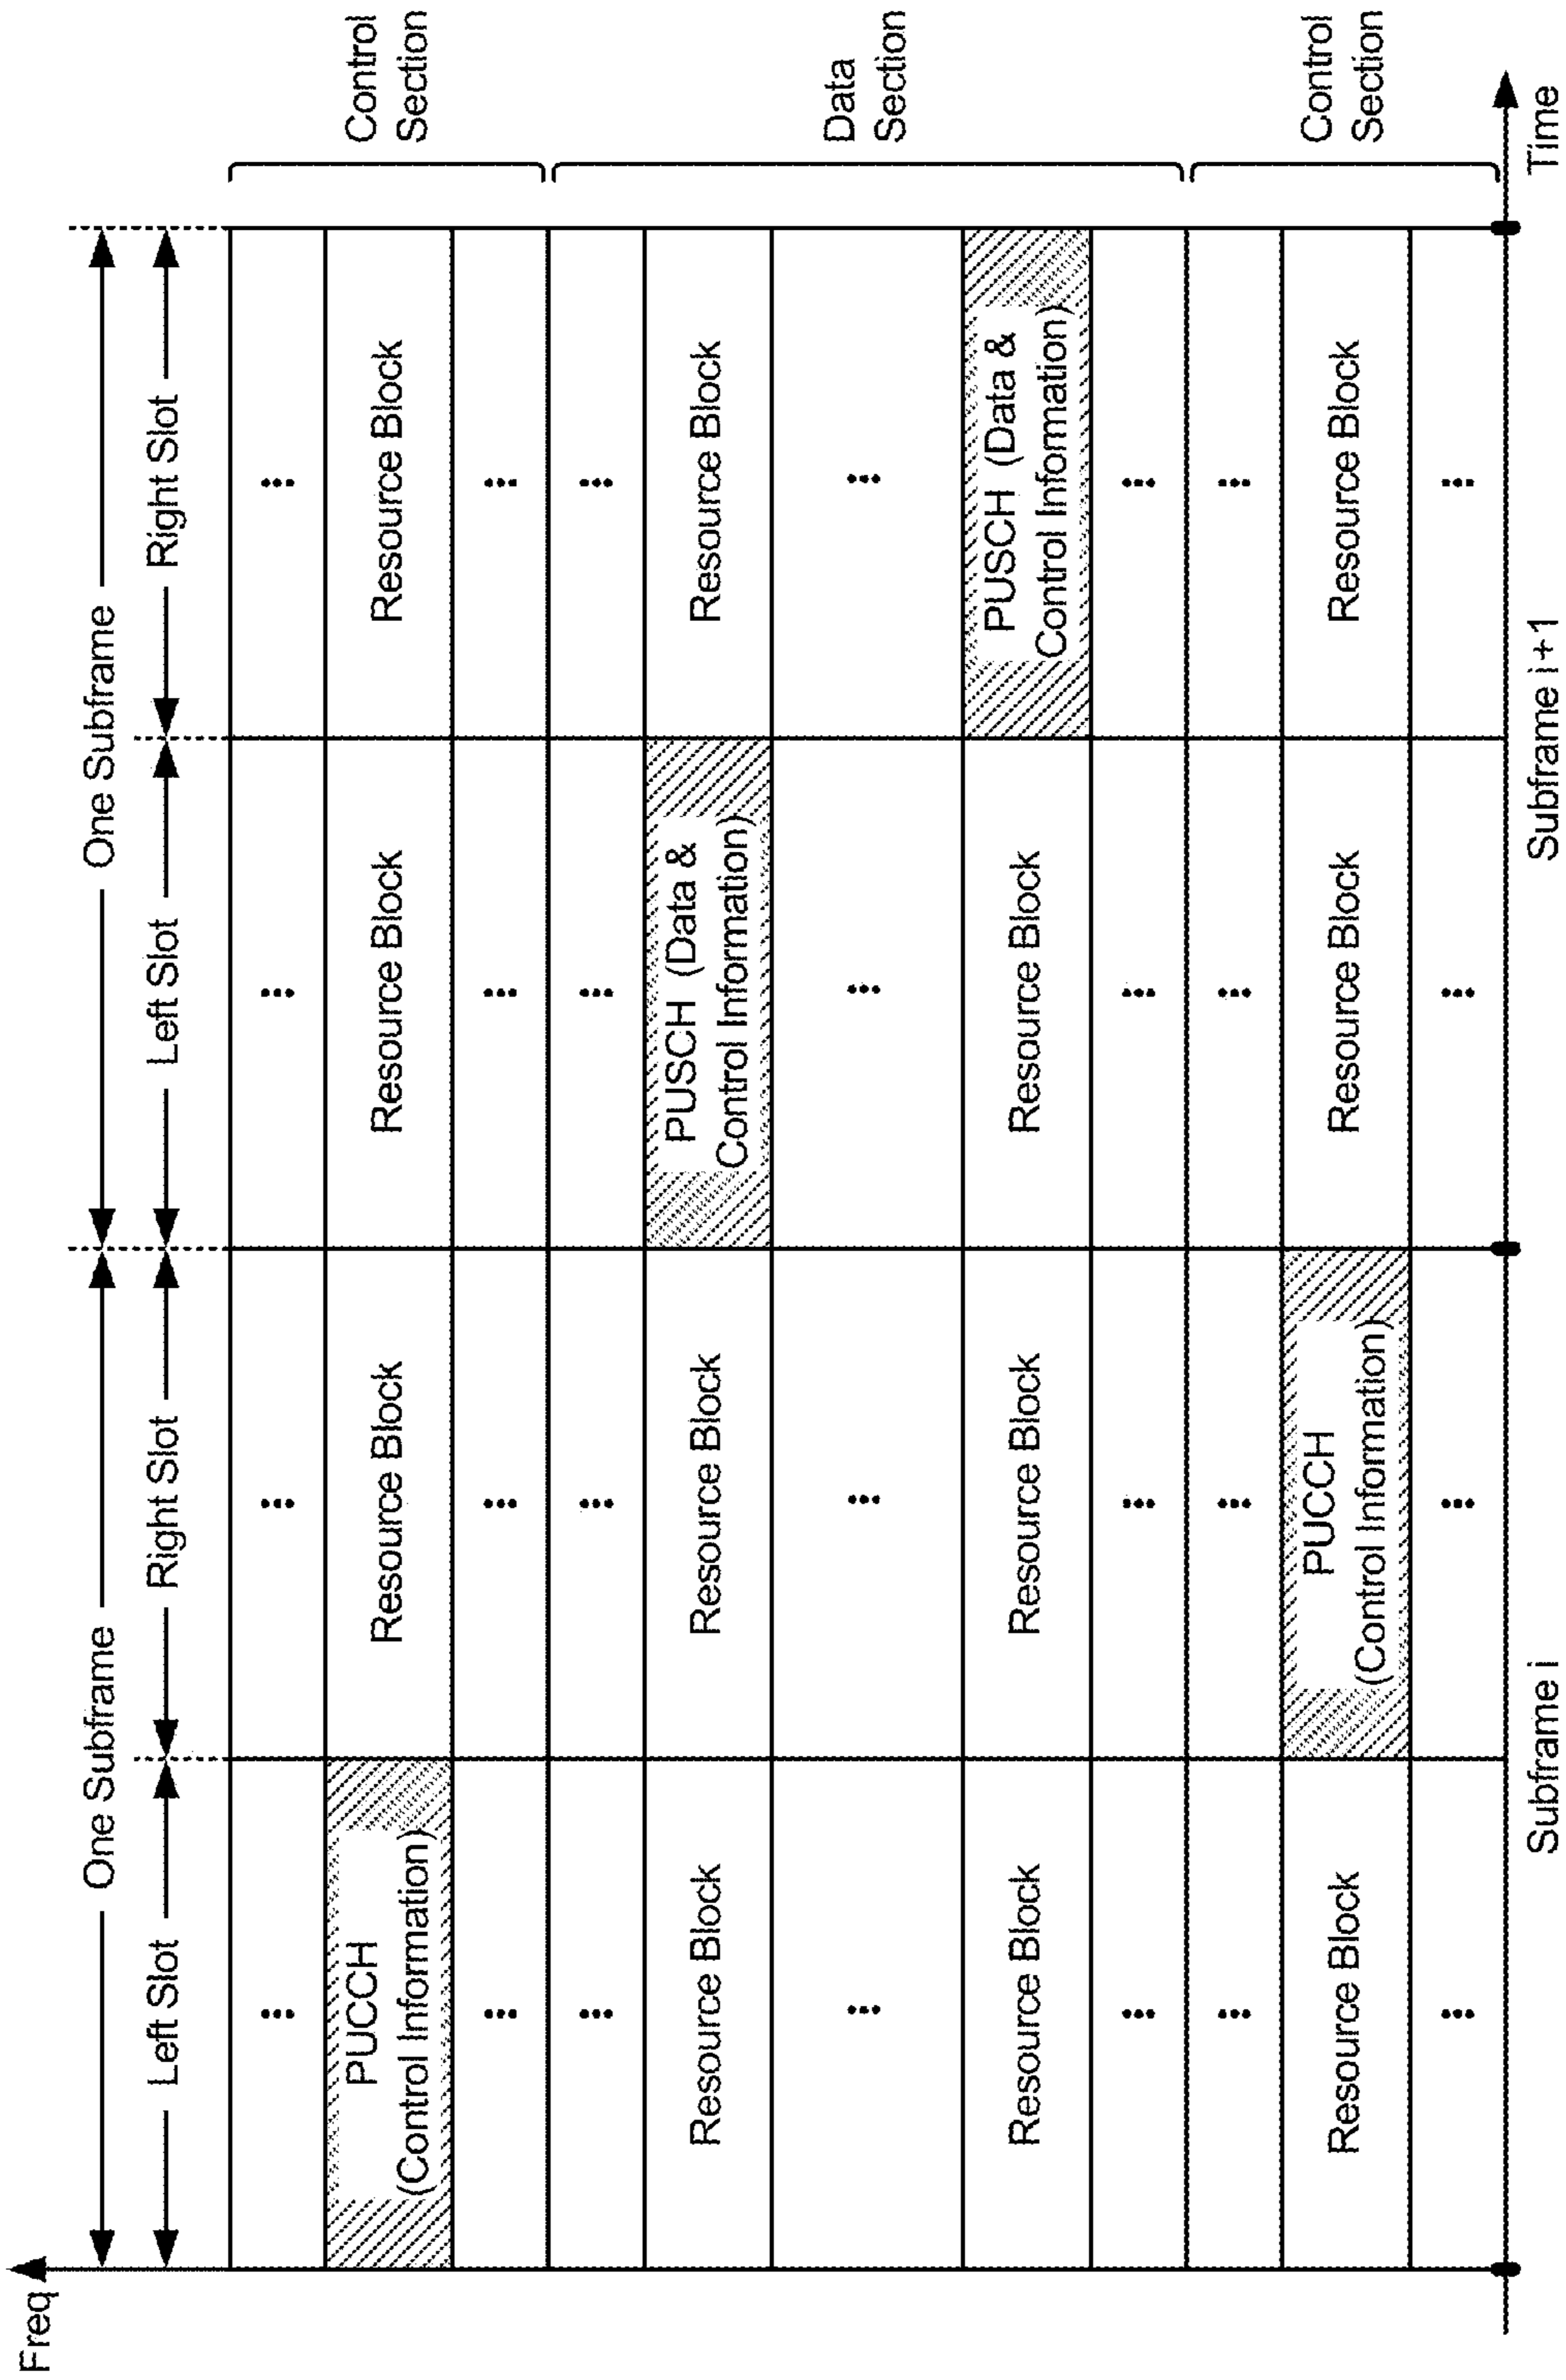 Freq
One Subframe
One Subframe
Left Slot
Right Slot
Left Slot
Right Slot
...
...
...
...
PUCCH
(Control Information)
Resource Block
Resource Block
Resource Block
Control
Section
...
...
...
...
...
...
...
...
Resource Block
Resource Block
PUSCH (Data &
Control Information)
Resource Block
...
...
...
...
Data
Section
Resource Block
Resource Block
Resource Block
PUSCH (Data &
Control Information)
...
...
...
...
...
...
...
...
Resource Block
PUCCH
(Control Information)
Resource Block
Resource Block
Control
Section
...
...
...
...
Subframe i
Subframe i+1
Time